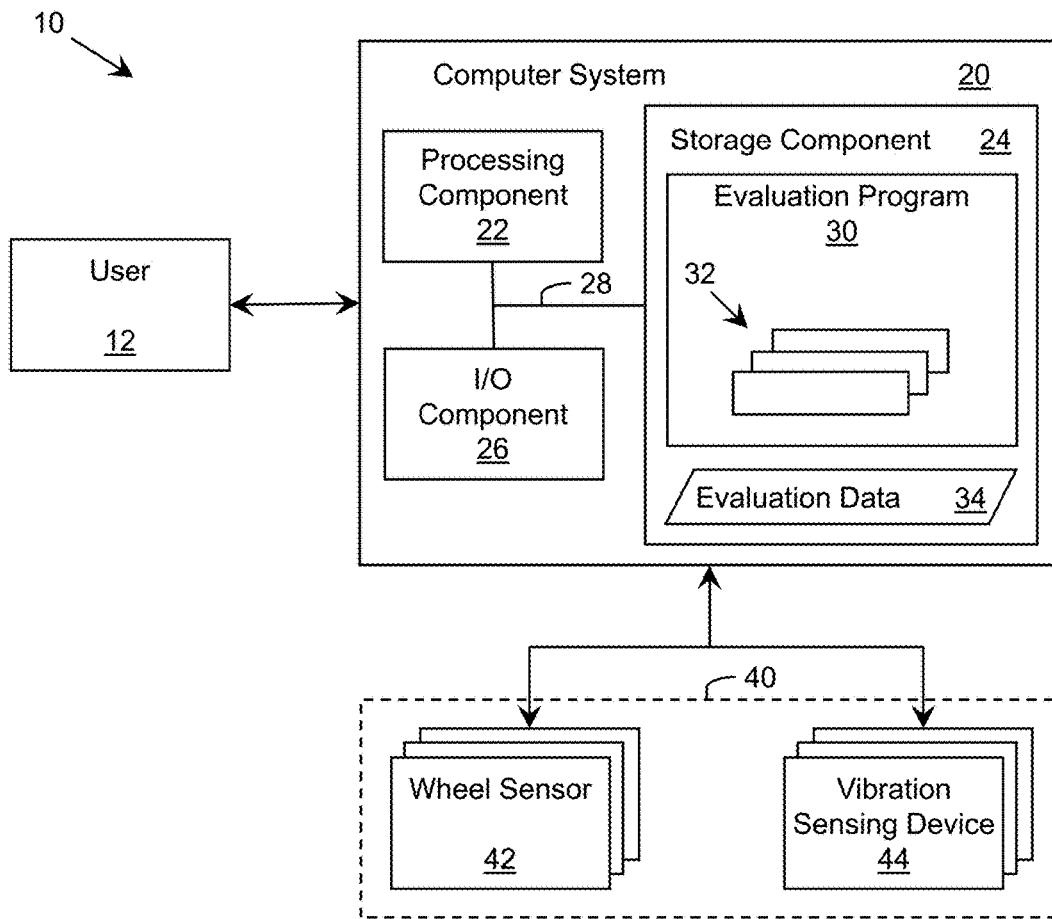 10
Computer System 20
Processing
Component
22
Storage Component 24
Evaluation Program
30
User
12
28
32
I/O
Component
26
Evaluation Data 34
40
Wheel Sensor
42
Vibration
Sensing Device
44